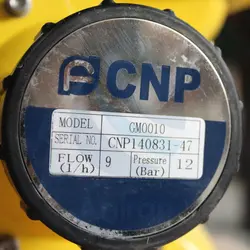 CNP
MODEL GM0010
SERIAL NO. CNP140831-47
FLOW (l/h) 9 Pressure (Bar) 12